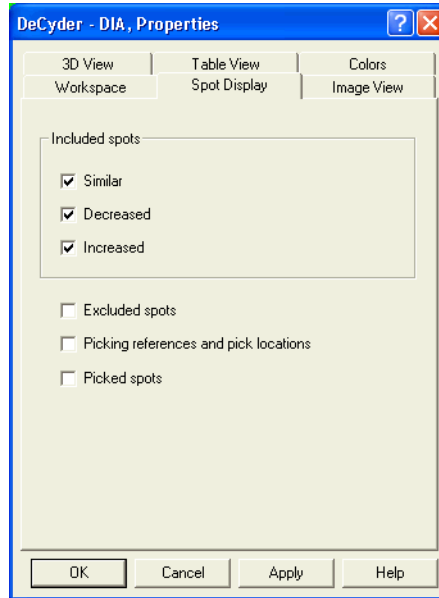 DeCyder - DIA, Properties
3D View Table View Colors
Workspace Spot Display Image View
Included spots
Similar
Decreased
Increased
Excluded spots
Picking references and pick locations
Picked spots
OK Cancel Apply Help